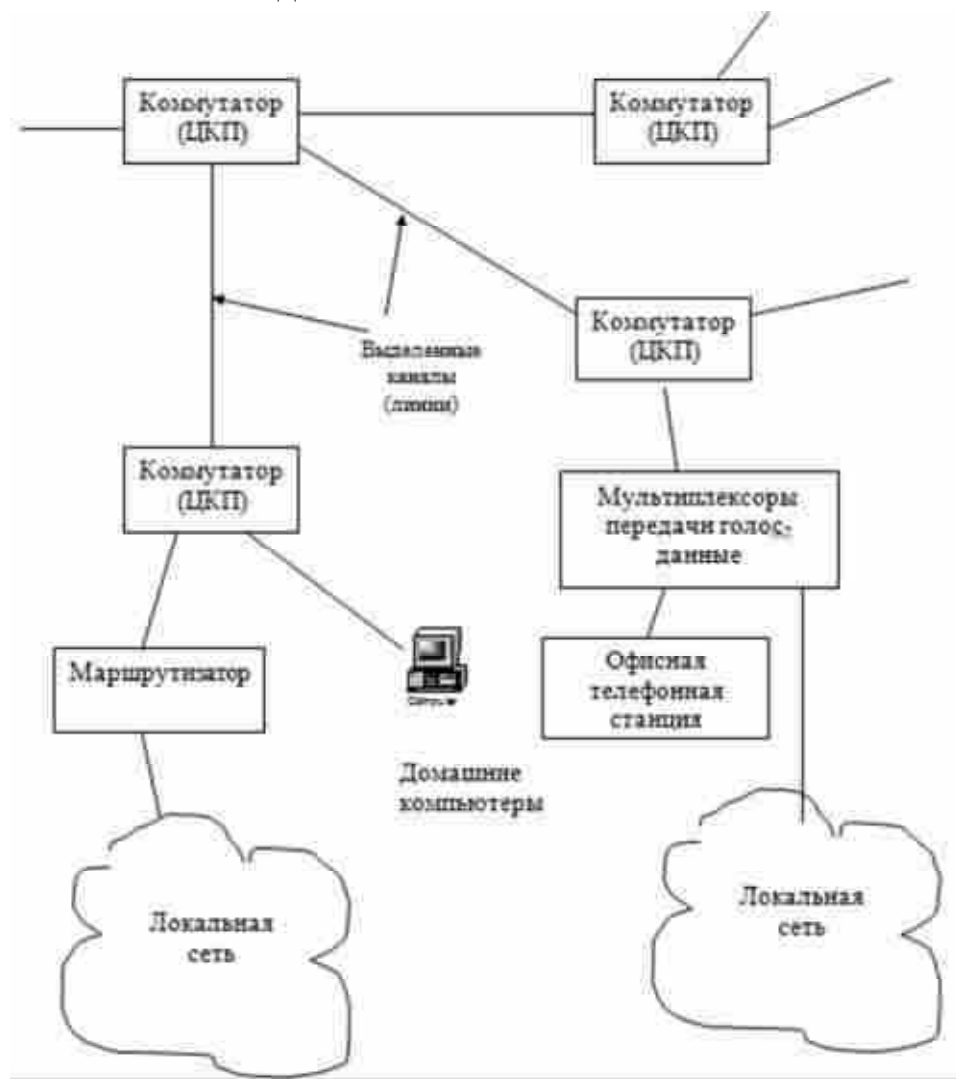 Коммутатор
(ЦКП)
Коммутатор
(ЦКП)
Коммутатор
(ЦКП)
Выделенные
каналы
(линии)
Коммутатор
(ЦКП)
Мультиплексоры
передачи голос-
данные
Маршрутизатор
Офисная
телефонная
станция
Домашние
компьютеры
Локальная
сеть
Локальная
сеть